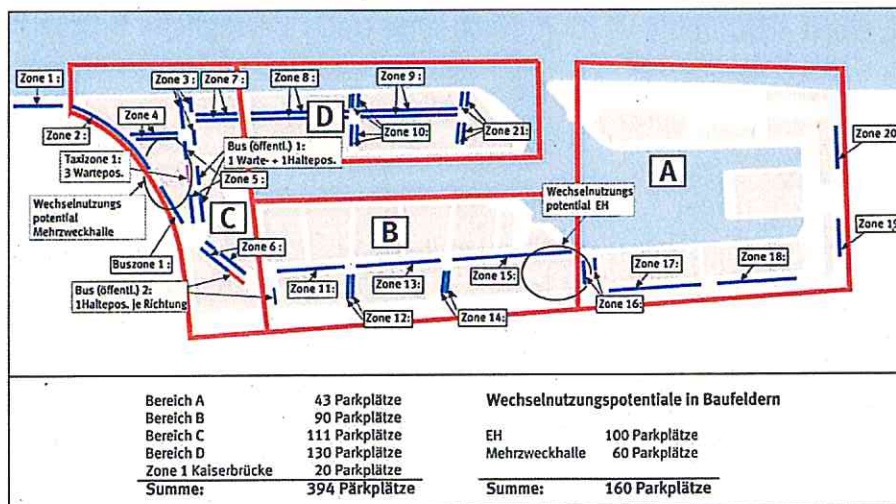 Zone 1 :
Zone 2 :
Zone 3 :
Zone 4
Zone 7 :
Zone 8 :
Zone 9 :
D
Zone 10:
Zone 21:
Taxizone 1:
3 Wartepos.
Bus (öffentl.) 1:
1 Warte- + 1Haltepos.
Zone 5 :
Wechselnutzungs
potential
Mehrzweckhalle
C
Buszone 1 :
Zone 6 :
Bus (öffentl.) 2:
1Haltepos. je Richtung
B
Zone 11:
Zone 12:
Zone 13:
Zone 14:
Zone 15:
Wechselnutzungs
potential EH
A
Zone 16:
Zone 17:
Zone 18:
Zone 20
Zone 19
Bereich A 43 Parkplätze
Bereich B 90 Parkplätze
Bereich C 111 Parkplätze
Bereich D 130 Parkplätze
Zone 1 Kaiserbrücke 20 Parkplätze
Summe: 394 Parkplätze
Wechselnutzungspotentiale in Baufeldern
EH 100 Parkplätze
Mehrzweckhalle 60 Parkplätze
Summe: 160 Parkplätze